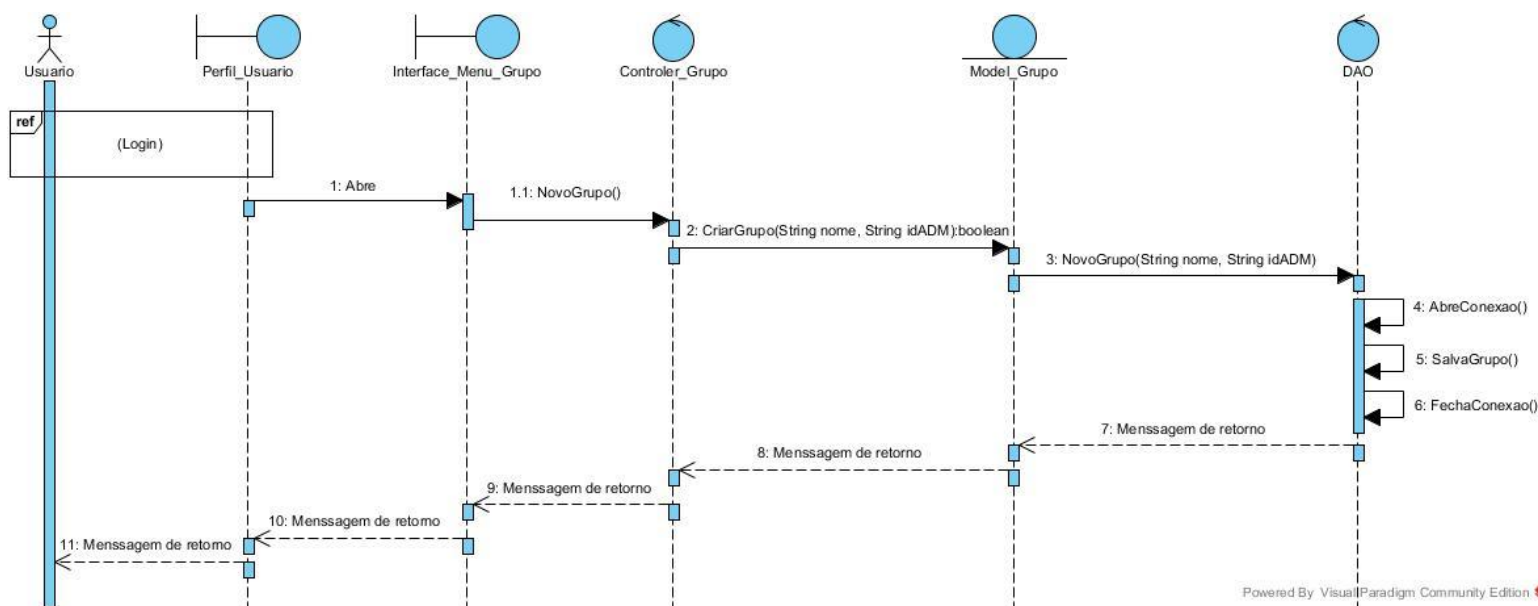 Usuario
Perfil_Usuario
Interface_Menu_Grupo
Controler_Grupo
Model_Grupo
DAO
ref
(Login)
1: Abre
1.1: NovoGrupo()
2: CriarGrupo(String nome, String idADM):boolean
3: NovoGrupo(String nome, String idADM)
4: AbreConexao()
5: SalvaGrupo()
6: FechaConexao()
7: Menssagem de retorno
8: Menssagem de retorno
9: Menssagem de retorno
10: Menssagem de retorno
11: Menssagem de retorno
Powered By Visual Paradigm Community Edition